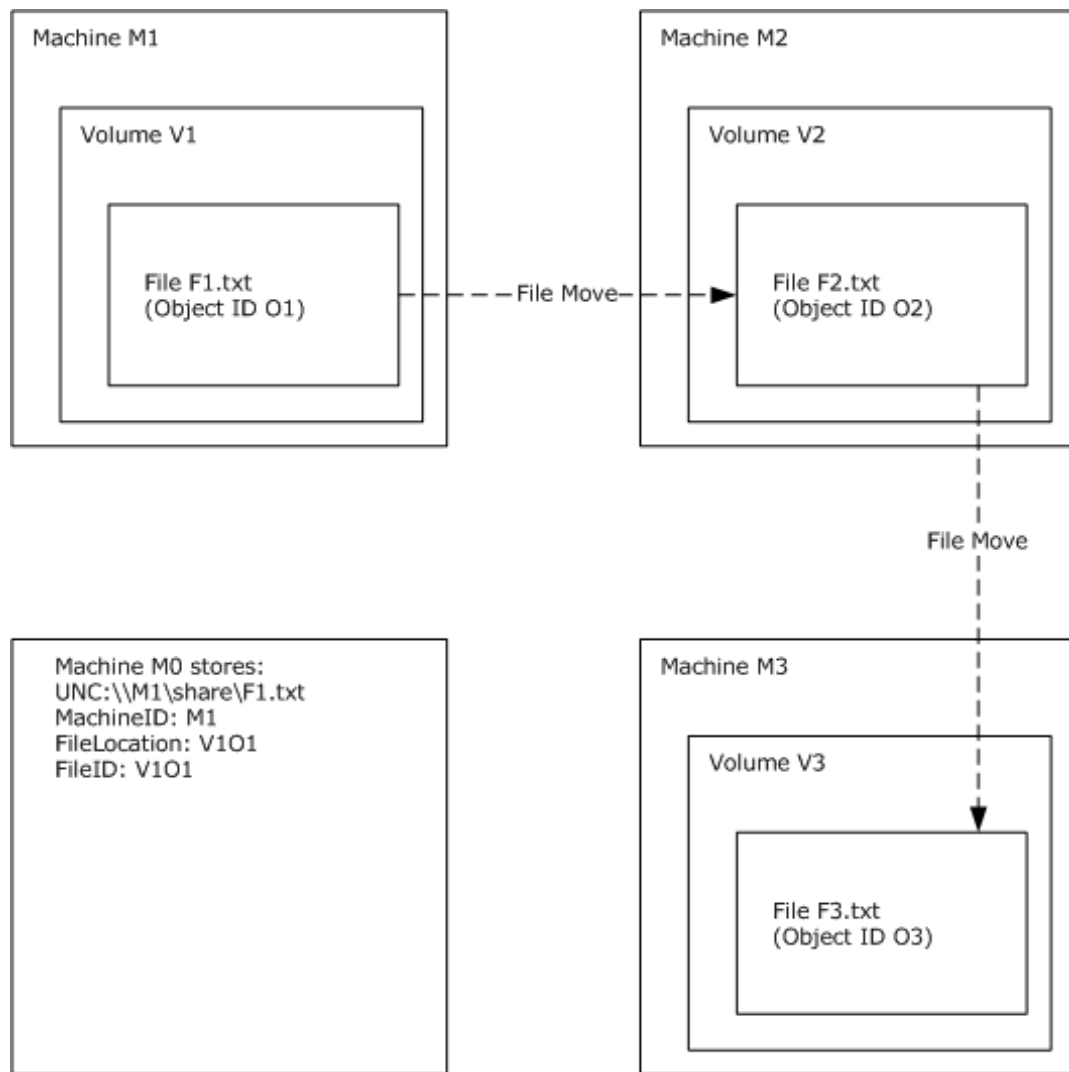 Machine M1
Volume V1
File F1.txt
(Object ID O1)
File Move
Machine M2
Volume V2
File F2.txt
(Object ID O2)
File Move
Machine M0 stores:
UNC:\\M1\share\F1.txt
MachineID: M1
FileLocation: V1O1
FileID: V1O1
Machine M3
Volume V3
File F3.txt
(Object ID O3)